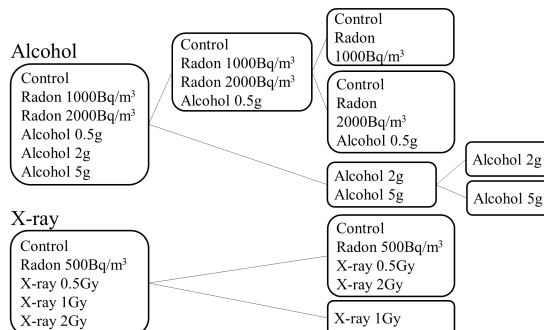 Alcohol
Control
Radon 1000Bq/m³
Radon 2000Bq/m³
Alcohol 0.5g
Alcohol 2g
Alcohol 5g
Control
Radon 1000Bq/m³
Radon 2000Bq/m³
Alcohol 0.5g
Control
Radon
1000Bq/m³
Control
Radon
2000Bq/m³
Alcohol 0.5g
Alcohol 2g
Alcohol 5g
Alcohol 2g
Alcohol 5g
X-ray
Control
Radon 500Bq/m³
X-ray 0.5Gy
X-ray 1Gy
X-ray 2Gy
Control
Radon 500Bq/m³
X-ray 0.5Gy
X-ray 2Gy
X-ray 1Gy